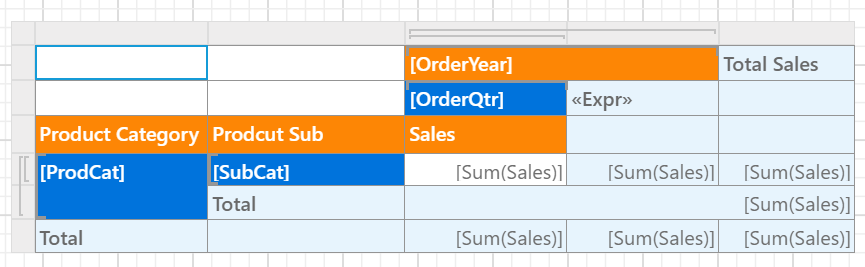 [OrderYear] Total Sales
[OrderQtr] «Expr»
Product Category Prodcut Sub Sales
[ProdCat] [SubCat] [Sum(Sales)] [Sum(Sales)] [Sum(Sales)]
Total [Sum(Sales)]
Total [Sum(Sales)] [Sum(Sales)] [Sum(Sales)]